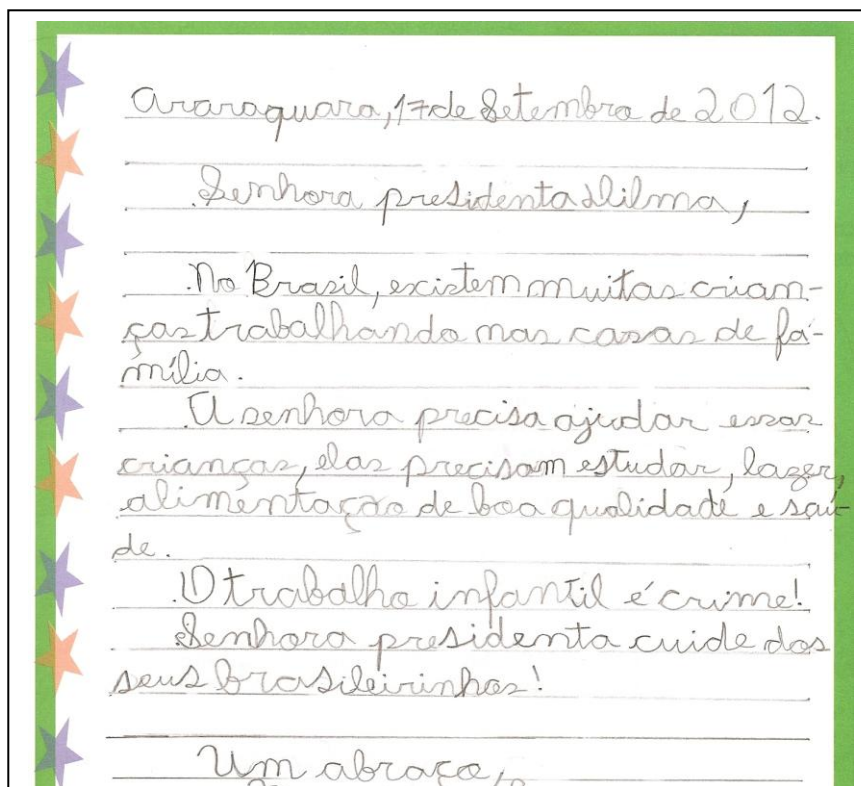 Araraquara, 17 de Setembro de 2012.
Senhora presidenta Dilma,
No Brasil, existem muitas crian-
ças trabalhando nas casas de fa-
mília.
A senhora precisa ajudar essas
crianças, elas precisam estudar, lazer,
alimentação de boa qualidade e saú-
de.
O trabalho infantil é crime!
Senhora presidenta cuide dos
seus brasileirinhos!
Um abraço,